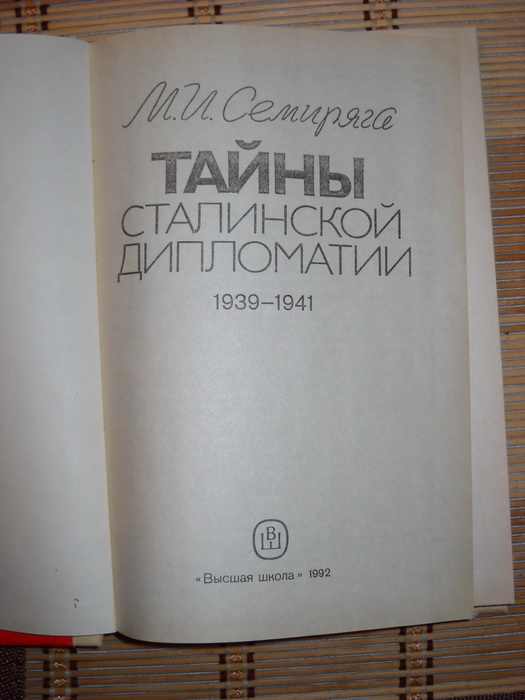 М.И. Семиряга
ТАЙНЫ
СТАЛИНСКОЙ
ДИПЛОМАТИИ
1939–1941
ВШ
«Высшая школа» 1992